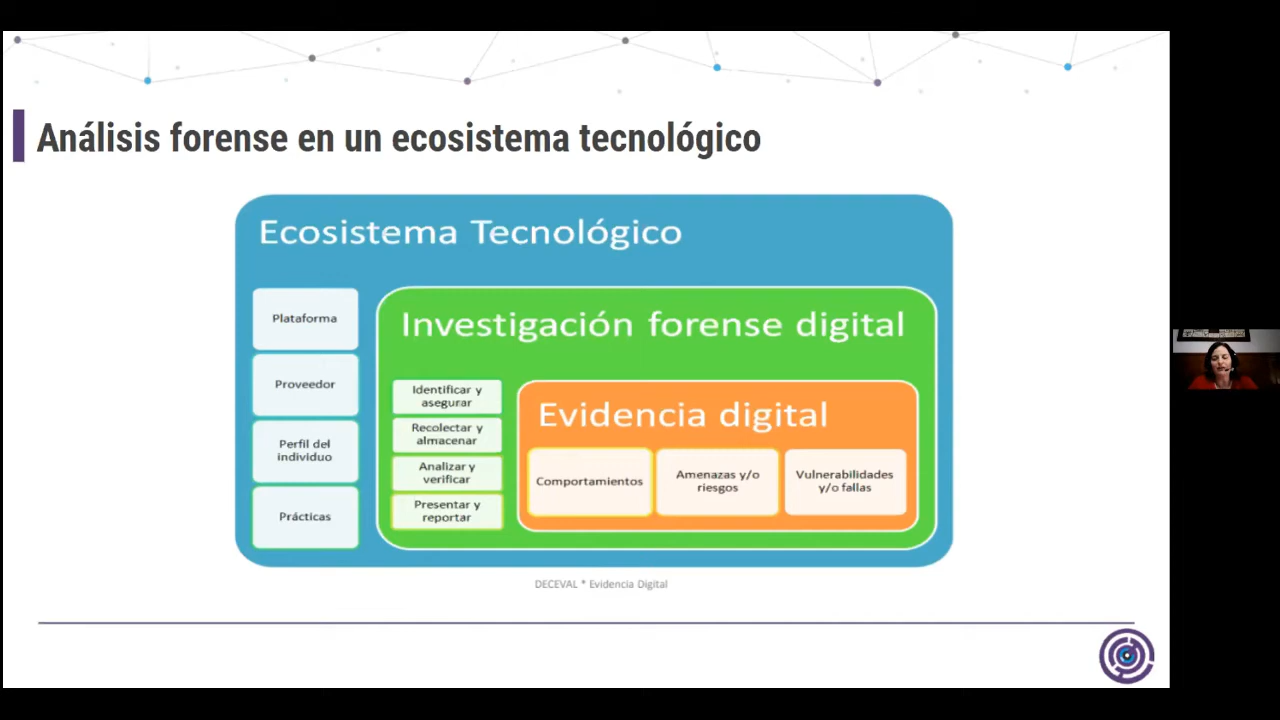 Análisis forense en un ecosistema tecnológico
Ecosistema Tecnológico
Plataforma
Proveedor
Perfil del
individuo
Prácticas
Investigación forense digital
Identificar y
asegurar
Recolectar y
almacenar
Analizar y
verificar
Presentar y
reportar
Evidencia digital
Comportamientos
Amenazas y/o
riesgos
Vulnerabilidades
y/o fallas
DECEVAL * Evidencia Digital